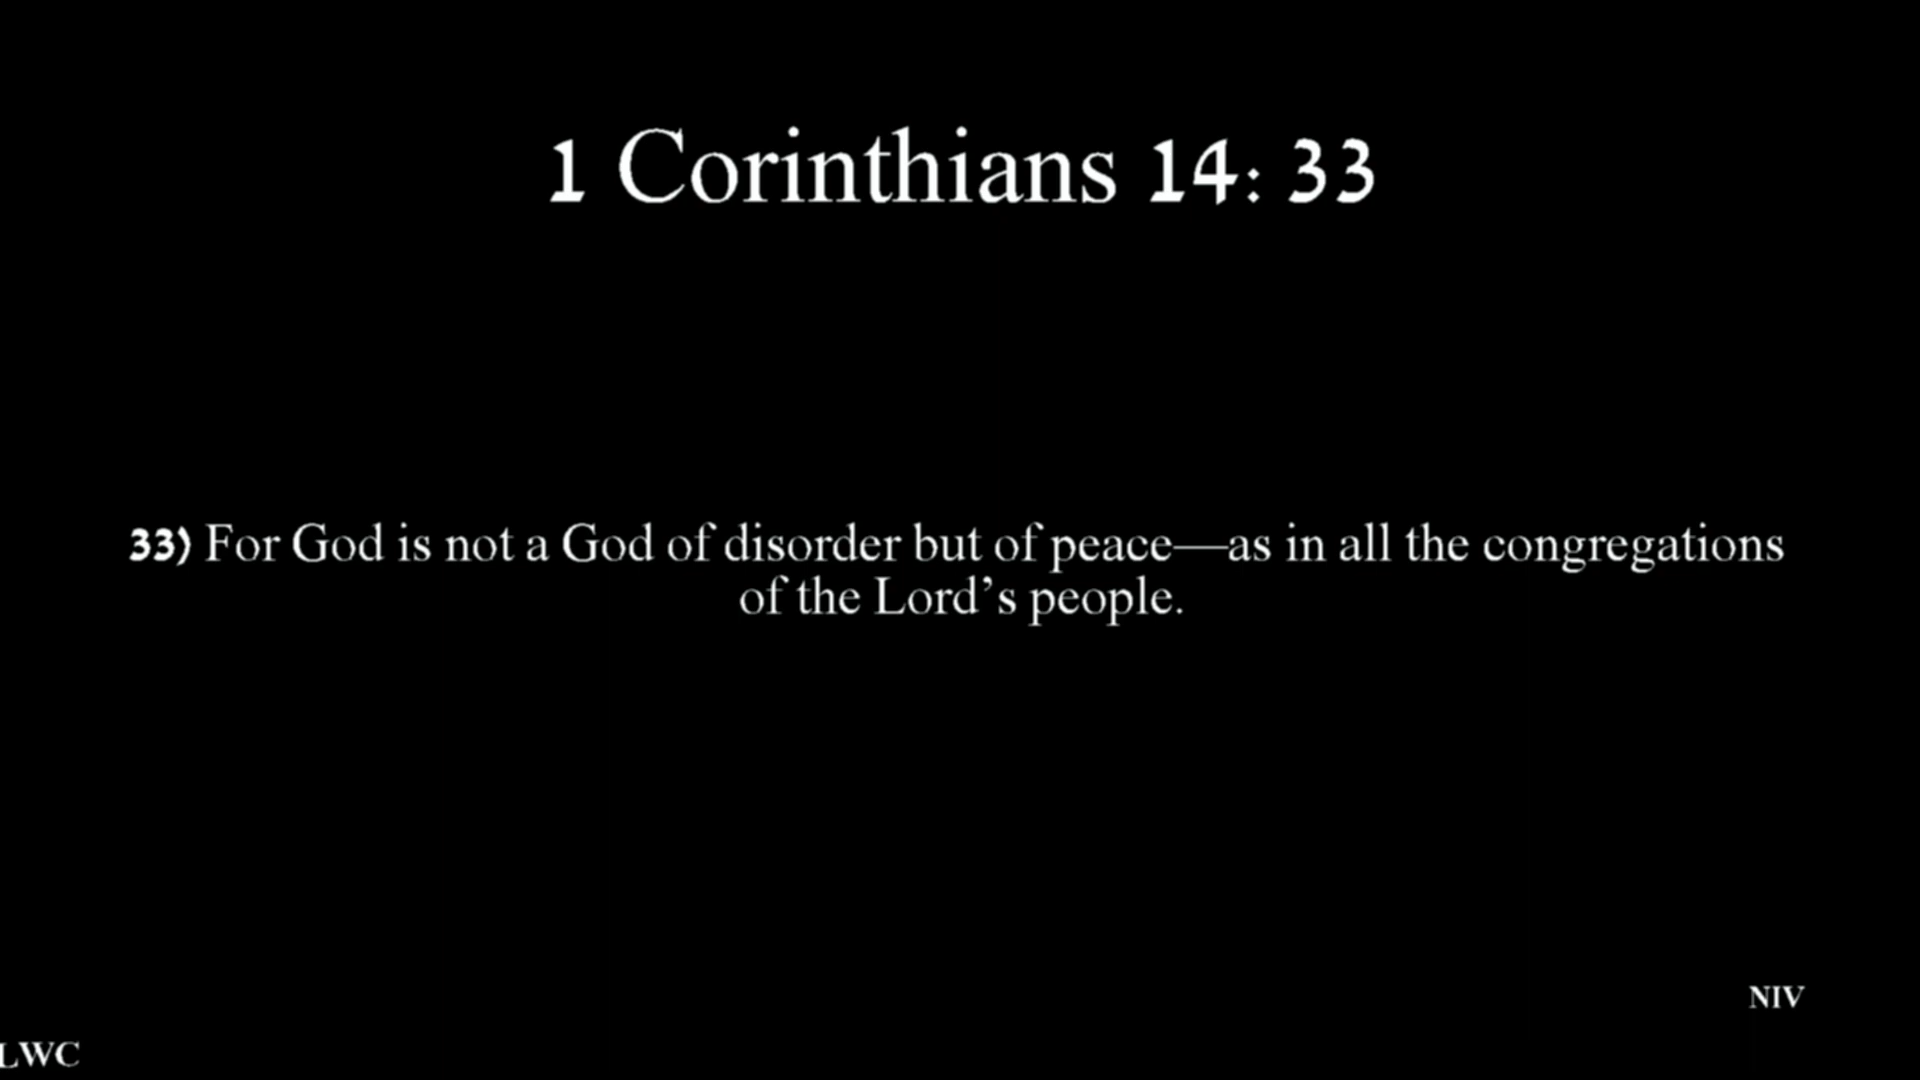 1 Corinthians 14: 33
33) For God is not a God of disorder but of peace—as in all the congregations
of the Lord’s people.
NIV
LWC